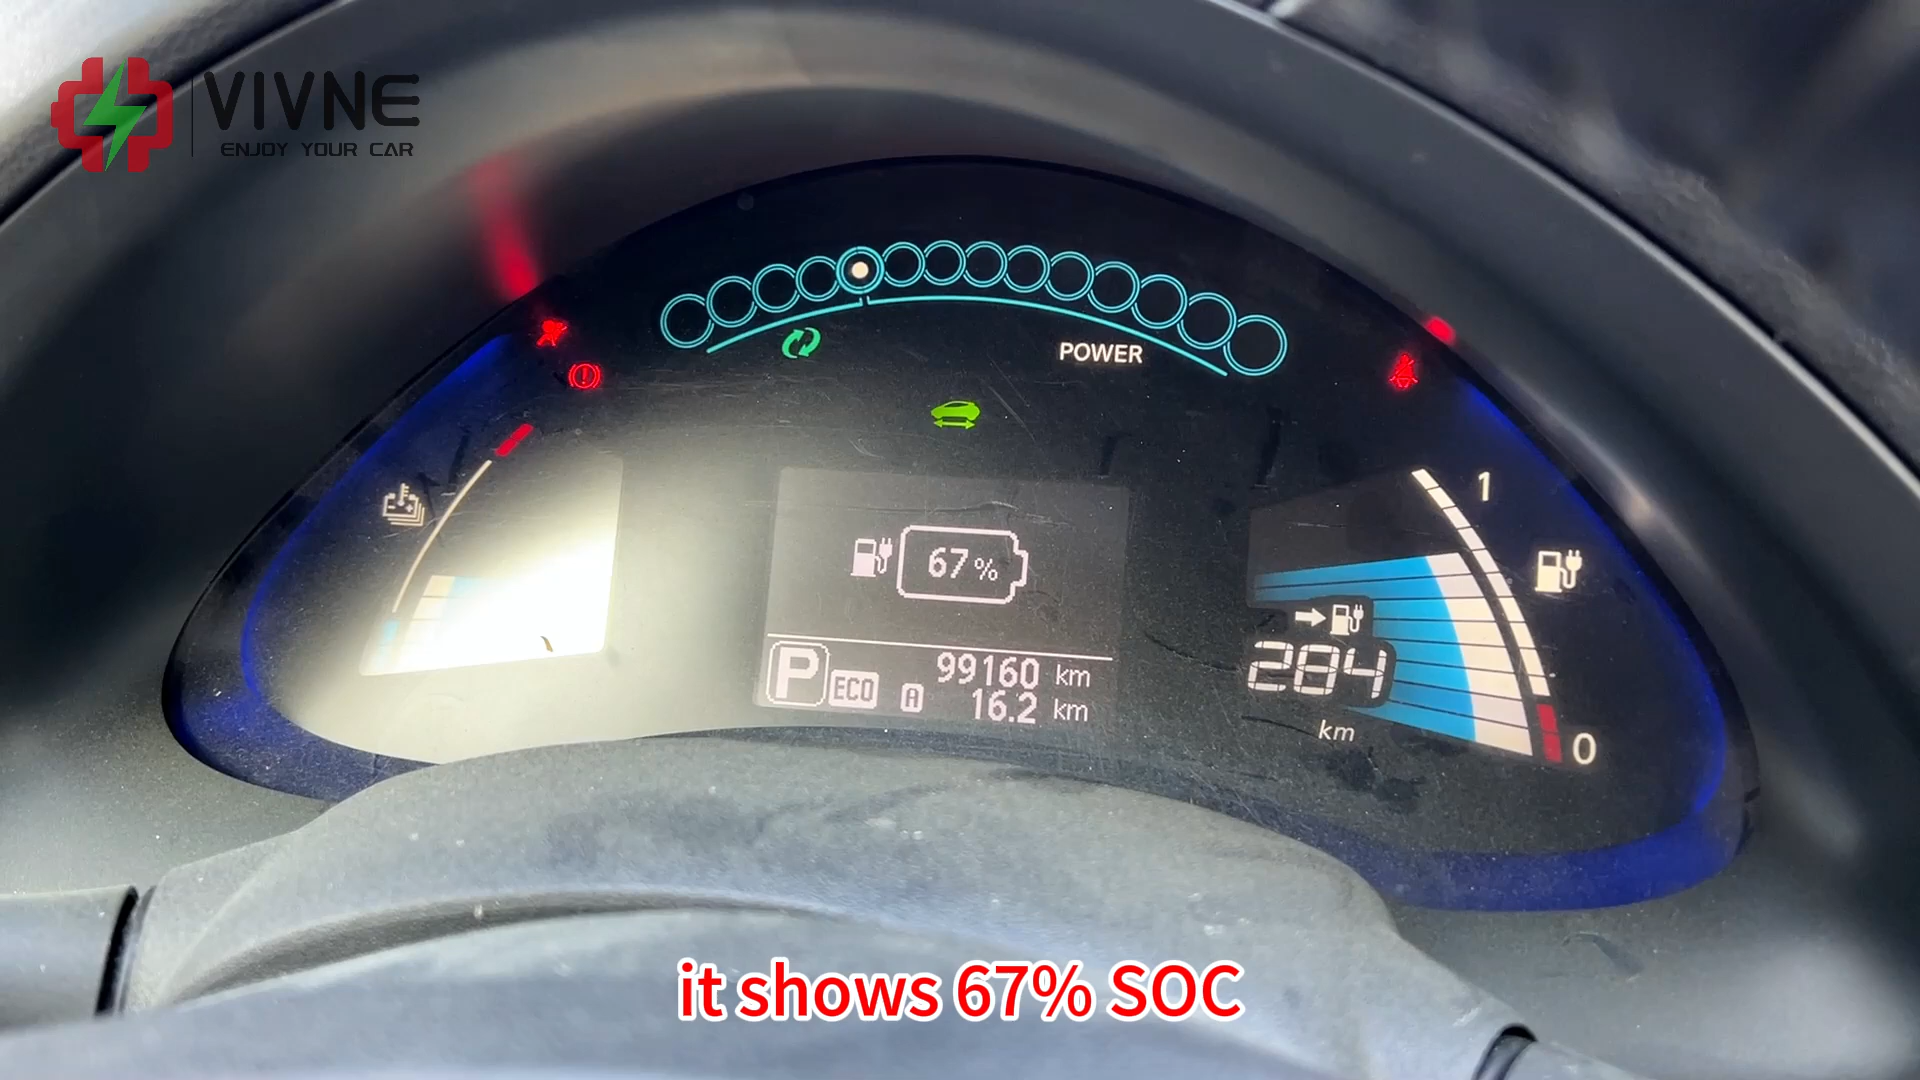 VIVNE
ENJOY YOUR CAR
POWER
1
67%
284
km
0
P ECO A
99160 km
16.2 km
it shows 67% SOC